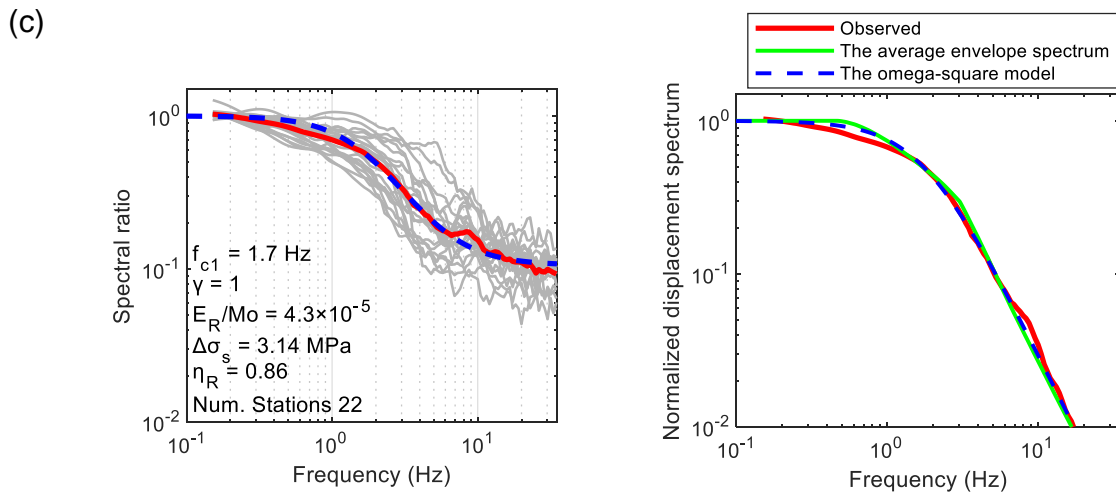 (c)
Spectral ratio
10^0
10^-1
10^-2
f_c1 = 1.7 Hz
γ = 1
E_R/Mo = 4.3×10^-5
Δσ_s = 3.14 MPa
η_R = 0.86
Num. Stations 22
10^-1
10^0
10^1
Frequency (Hz)
Observed
The average envelope spectrum
The omega-square model
Normalized displacement spectrum
10^0
10^-1
10^-2
10^-1
10^0
10^1
Frequency (Hz)